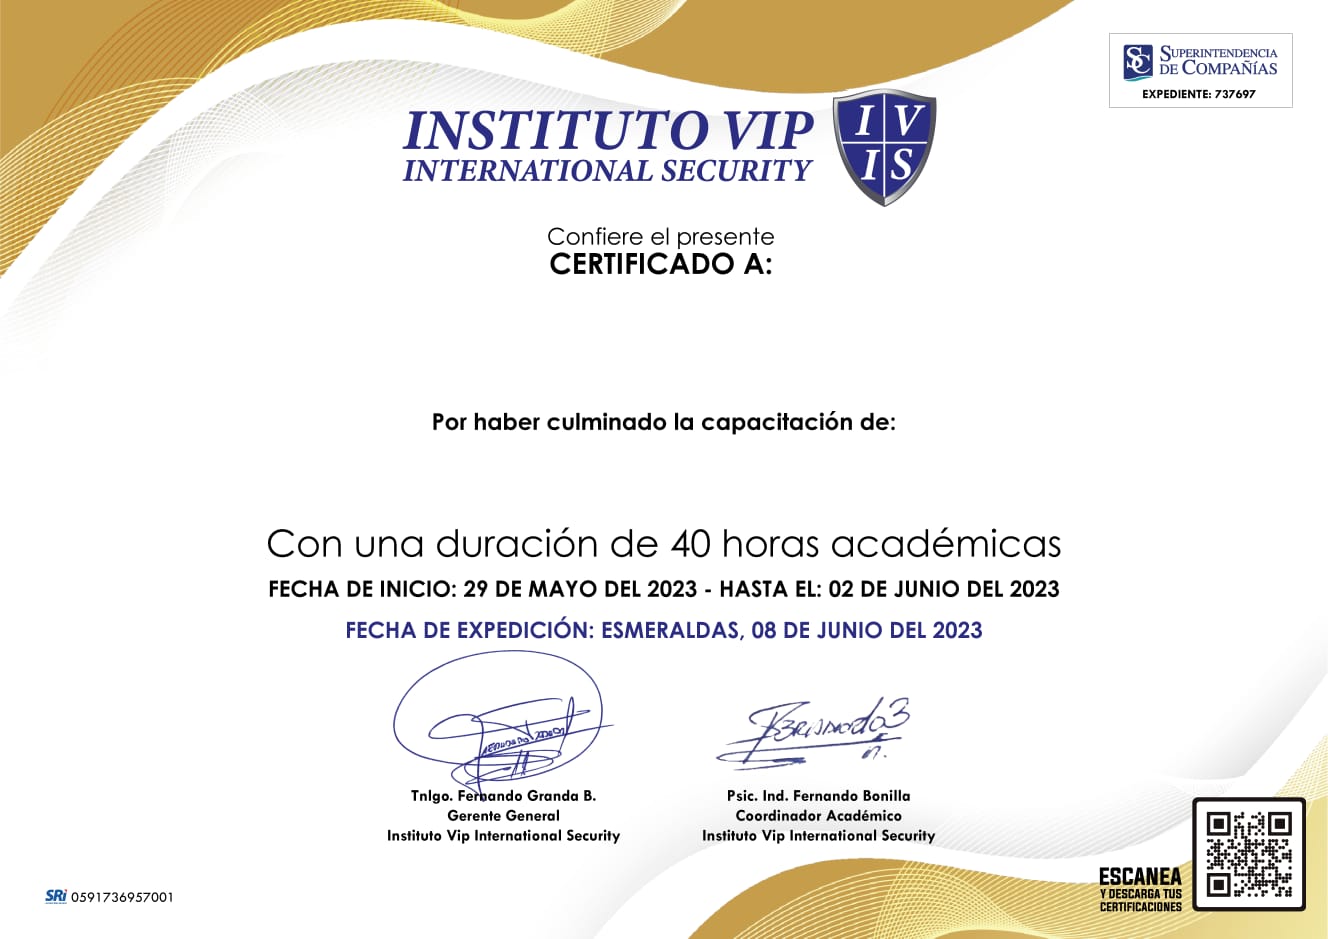 SC SUPERINTENDENCIA
DE COMPAÑÍAS
EXPEDIENTE: 737697
INSTITUTO VIP
INTERNATIONAL SECURITY
I V
I S
Confiere el presente
CERTIFICADO A:
Por haber culminado la capacitación de:
Con una duración de 40 horas académicas
FECHA DE INICIO: 29 DE MAYO DEL 2023 - HASTA EL: 02 DE JUNIO DEL 2023
FECHA DE EXPEDICIÓN: ESMERALDAS, 08 DE JUNIO DEL 2023
Tnlgo. Fernando Granda B.
Gerente General
Instituto Vip International Security
Psic. Ind. Fernando Bonilla
Coordinador Académico
Instituto Vip International Security
ESCANEA
Y DESCARGA TUS
CERTIFICACIONES
SRi 0591736957001